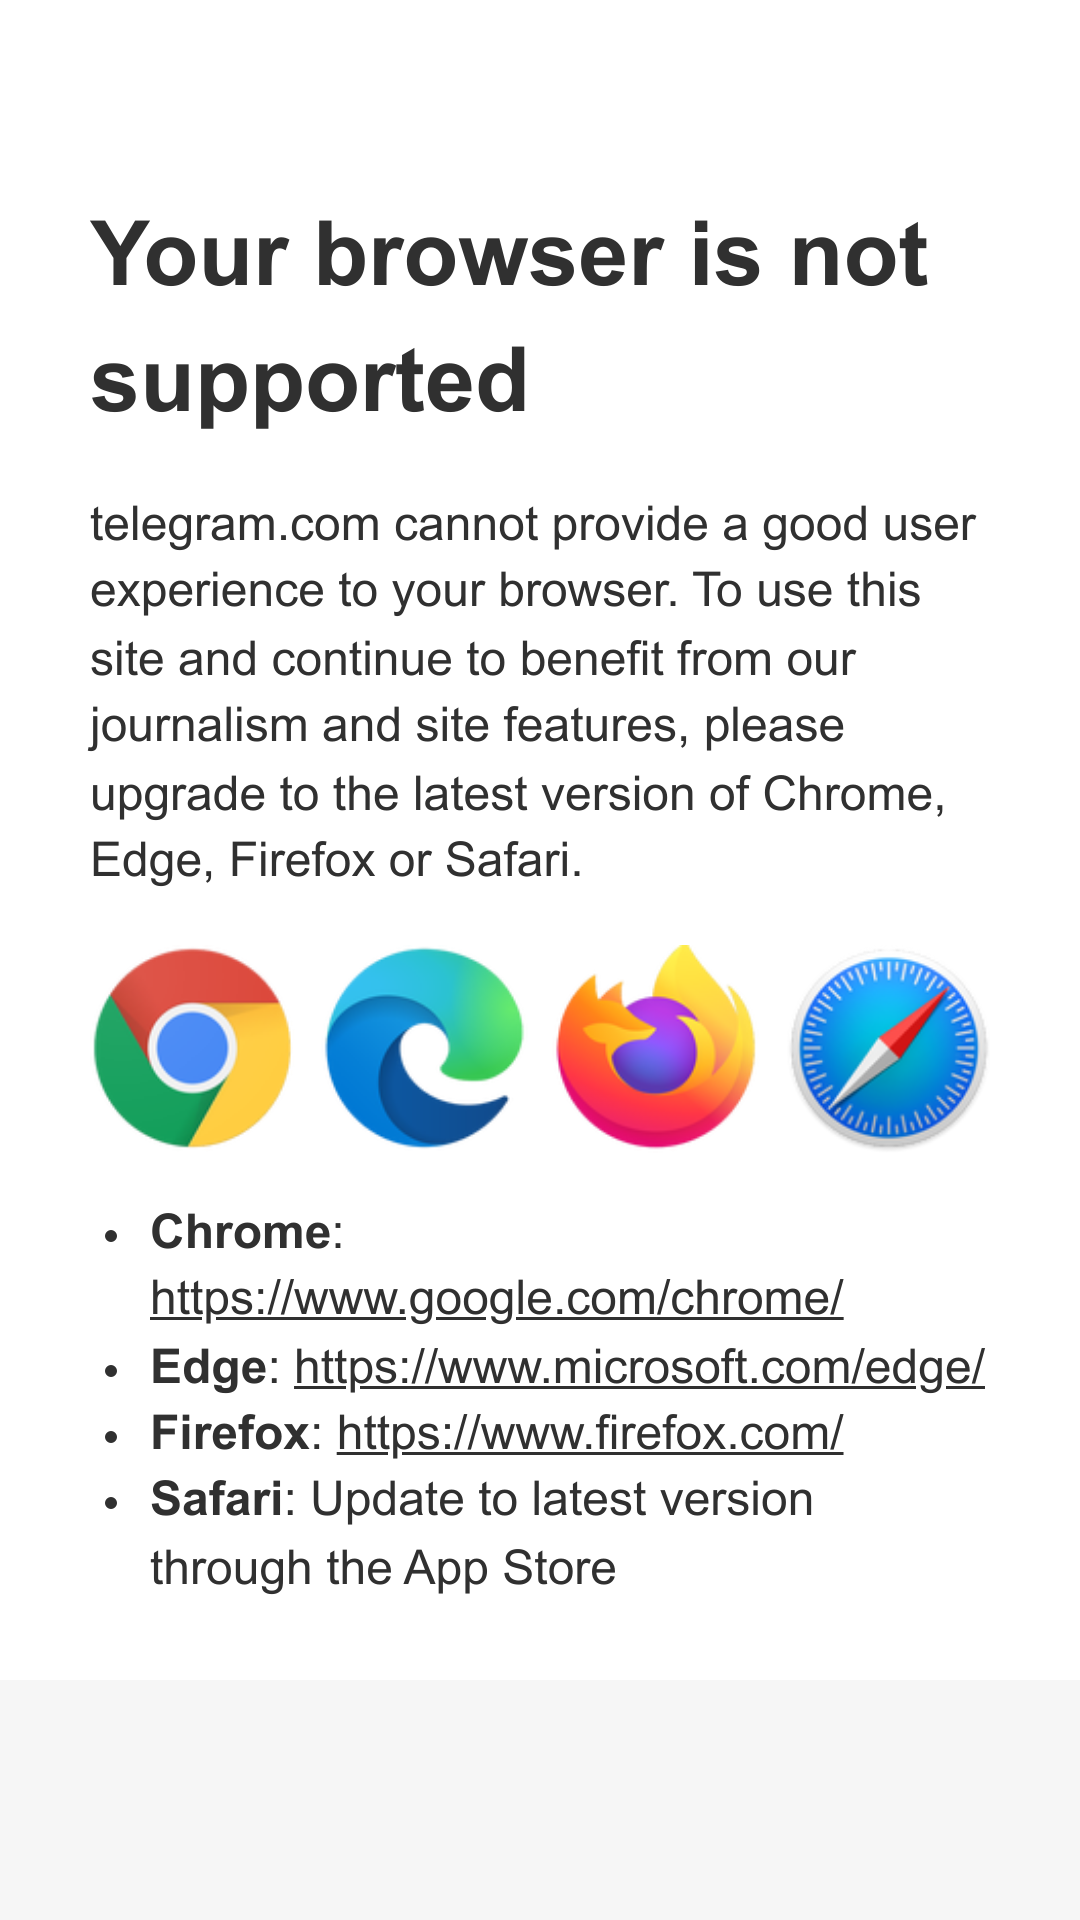 Your browser is not
supported
telegram.com cannot provide a good user
experience to your browser. To use this
site and continue to benefit from our
journalism and site features, please
upgrade to the latest version of Chrome,
Edge, Firefox or Safari.
• Chrome:
https://www.google.com/chrome/
• Edge: https://www.microsoft.com/edge/
• Firefox: https://www.firefox.com/
• Safari: Update to latest version
through the App Store